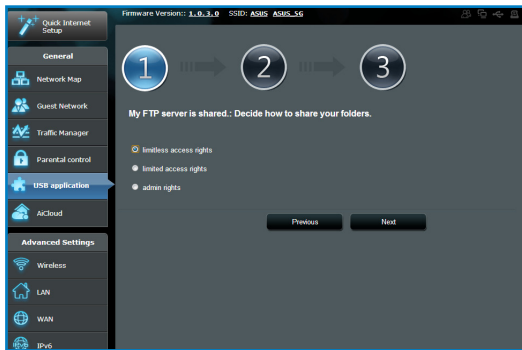 Firmware Version:: 1.0.3.0 SSID: ASUS ASUS_5G
Quick Internet
Setup
General
Network Map
Guest Network
Traffic Manager
Parental control
USB application
AiCloud
Advanced Settings
Wireless
LAN
WAN
IPv6
1
2
3
My FTP server is shared.: Decide how to share your folders.
limitless access rights
limited access rights
admin rights
Previous
Next